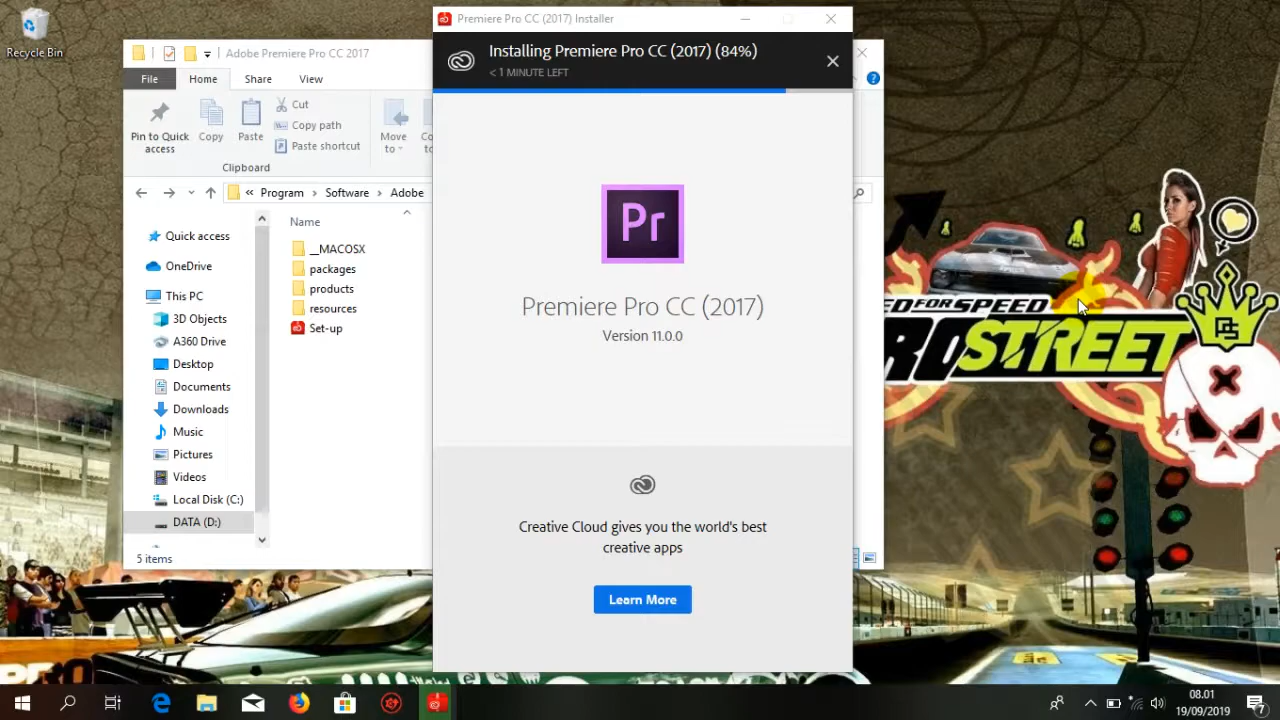 Recycle Bin
Premiere Pro CC (2017) Installer
Installing Premiere Pro CC (2017) (84%)
< 1 MINUTE LEFT
Adobe Premiere Pro CC 2017
File
Home
Share
View
Pin to Quick
access
Copy
Paste
Cut
Copy path
Paste shortcut
Move
to
Clipboard
« Program > Software > Adobe
Name
Quick access
OneDrive
This PC
3D Objects
A360 Drive
Desktop
Documents
Downloads
Music
Pictures
Videos
Local Disk (C:)
DATA (D:)
__MACOSX
packages
products
resources
Set-up
5 items
Pr
Premiere Pro CC (2017)
Version 11.0.0
Creative Cloud gives you the world's best
creative apps
Learn More
ED FOR SPEED
ROSTREET
08.01
19/09/2019
7